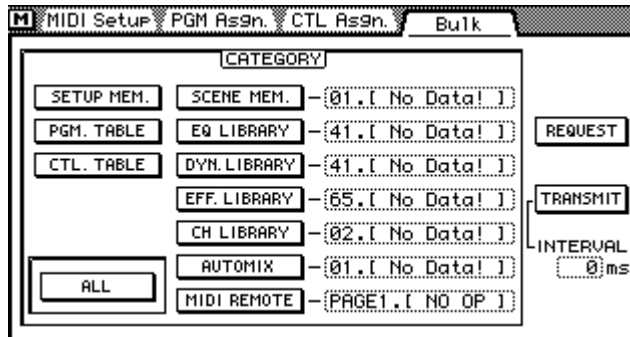 M MIDI Setup PGM Asgn. CTL Asgn. Bulk
CATEGORY
SETUP MEM. SCENE MEM. 01.[ No Data! ]
PGM. TABLE EQ LIBRARY 41.[ No Data! ] REQUEST
CTL. TABLE DYN.LIBRARY 41.[ No Data! ]
EFF. LIBRARY 65.[ No Data! ] TRANSMIT
CH LIBRARY 02.[ No Data! ]
INTERVAL
ALL AUTOMIX 01.[ No Data! ] 0 ms
MIDI REMOTE PAGE1.[ NO OP ]